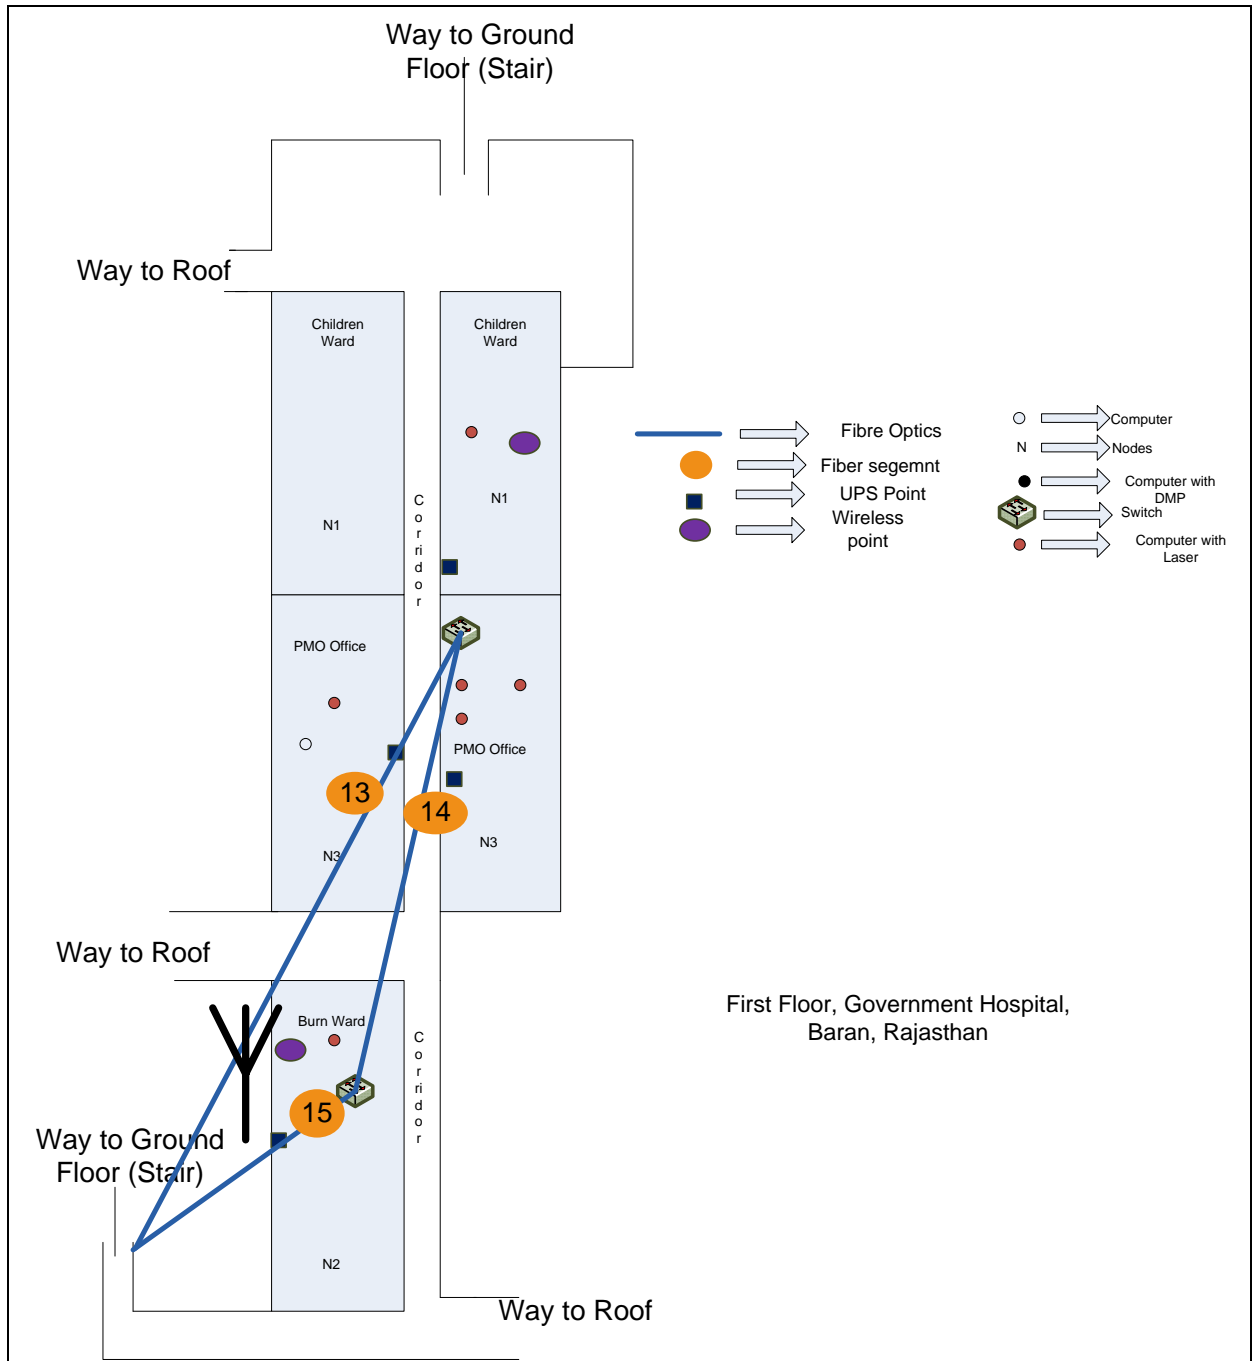 Way to Ground
Floor (Stair)
Way to Roof
Children
Ward
Children
Ward
N1
N1
Corridor
Fibre Optics
Fiber segemnt
UPS Point
Wireless
point
Computer
Nodes
N
Computer with
DMP
Switch
Computer with
Laser
PMO Office
PMO Office
13
14
N3
N3
Way to Roof
Burn Ward
Corridor
15
First Floor, Government Hospital,
Baran, Rajasthan
Way to Ground
Floor (Stair)
N2
Way to Roof